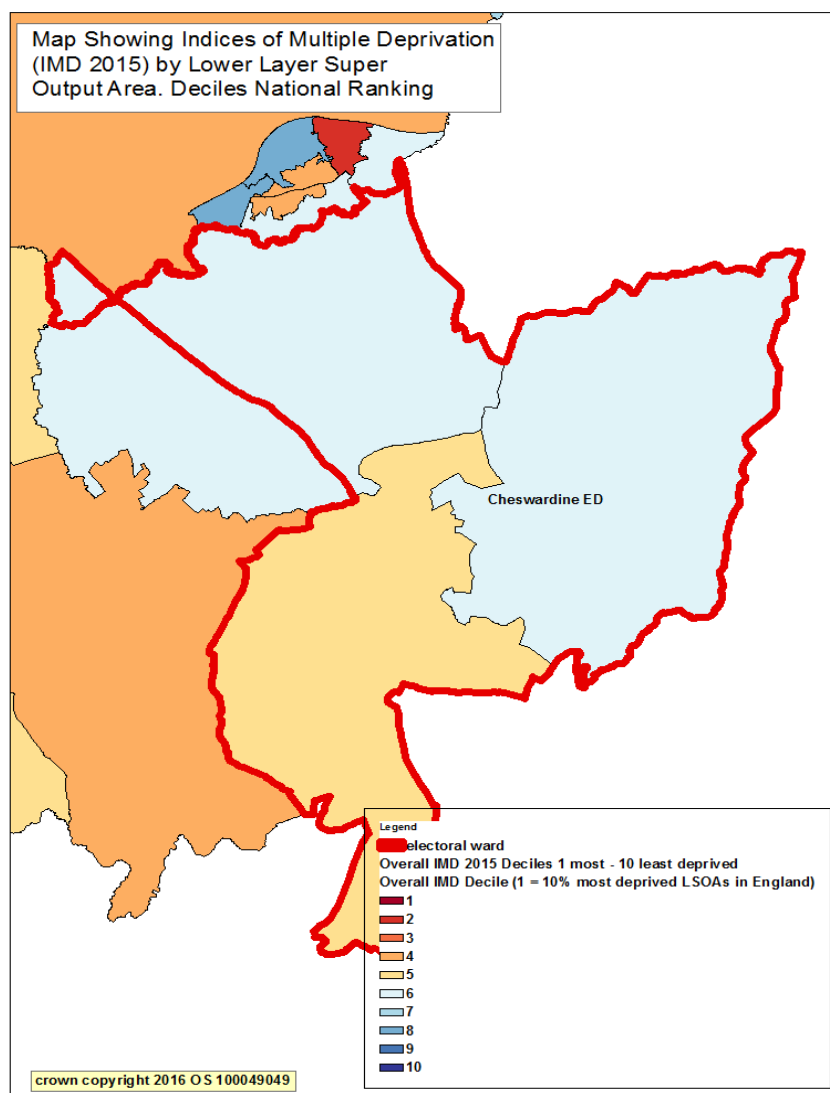 Map Showing Indices of Multiple Deprivation
(IMD 2015) by Lower Layer Super
Output Area. Deciles National Ranking
Cheswardine ED
Legend
electoral ward
Overall IMD 2015 Deciles 1 most - 10 least deprived
Overall IMD Decile (1 = 10% most deprived LSOAs in England)
1
2
3
4
5
6
7
8
9
10
crown copyright 2016 OS 100049049